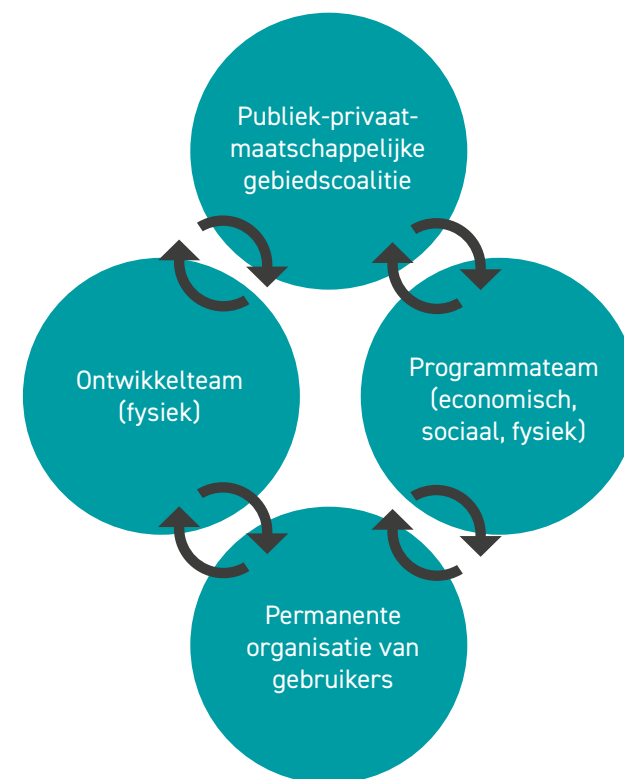 Publiek-privaat-
maatschappelijke
gebiedscoalitie
Ontwikkelteam
(fysiek)
Programmateam
(economisch,
sociaal, fysiek)
Permanente
organisatie van
gebruikers